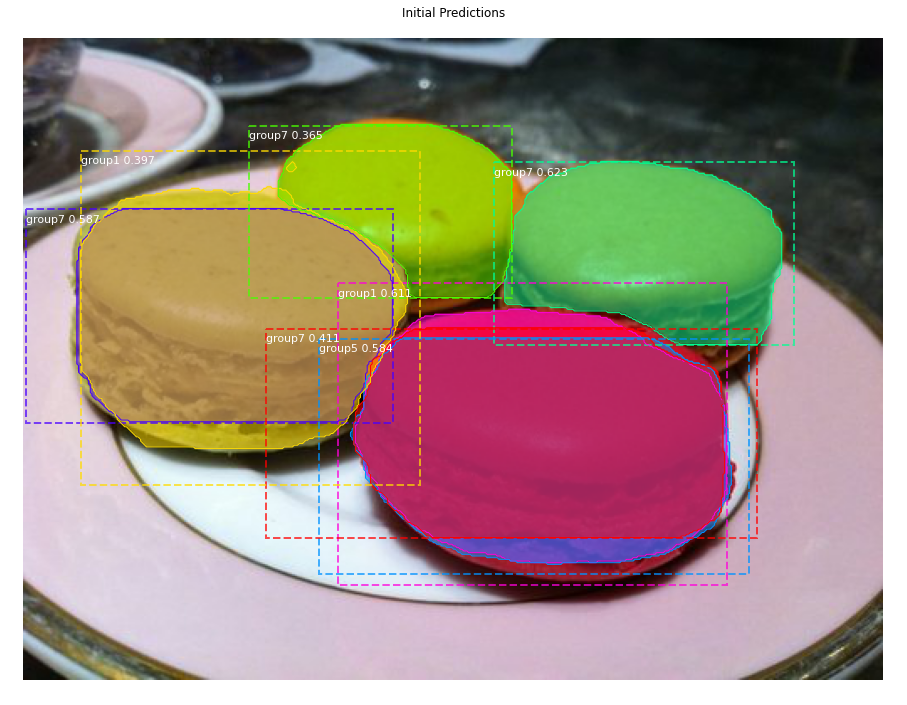 Initial Predictions
group7 0.365
group1 0.397
group7 0.623
group7 0.587
group1 0.611
group7 0.411
group5 0.584